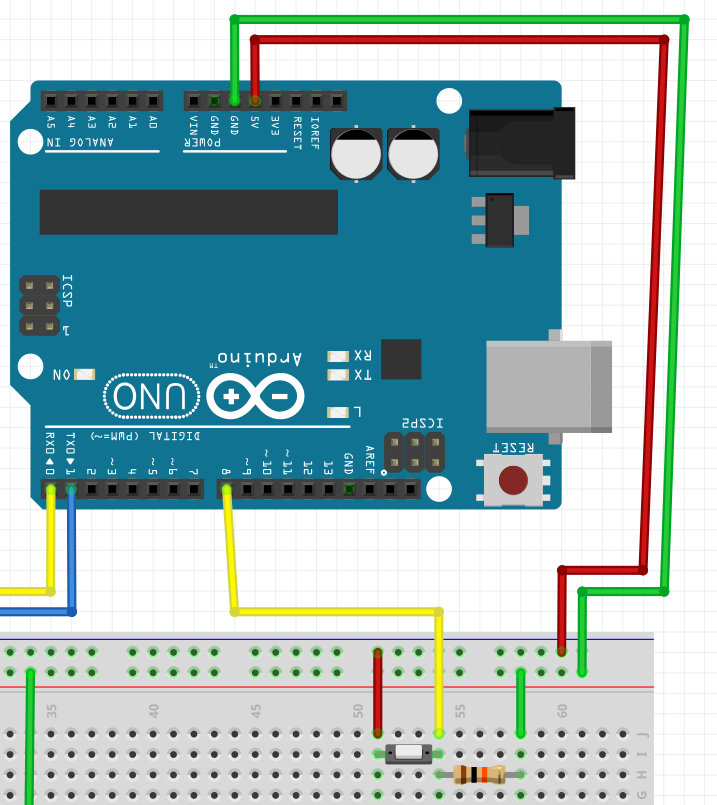 A5 A4 A3 A2 A1 A0
VIN GND GND 5V 3V3 RESET IOREF
ANALOG IN
POWER
ICSP
1
Arduino™
RX
TX
ON
UNO
L
DIGITAL (PWM=~)
ICSP2
RESET
RX0 ◀ 0 TX0 ▶ 1 2 ~3 4 ~5 ~6 7 8 ~9 ~10 ~11 12 13 GND AREF
35 40 45 50 55 60
J
I
H
G